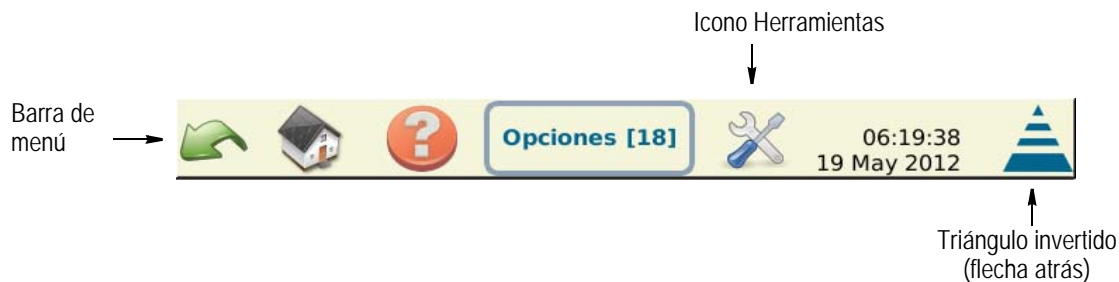 Icono Herramientas
Barra de
menú
?
Opciones [18]
06:19:38
19 May 2012
Triángulo invertido
(flecha atrás)